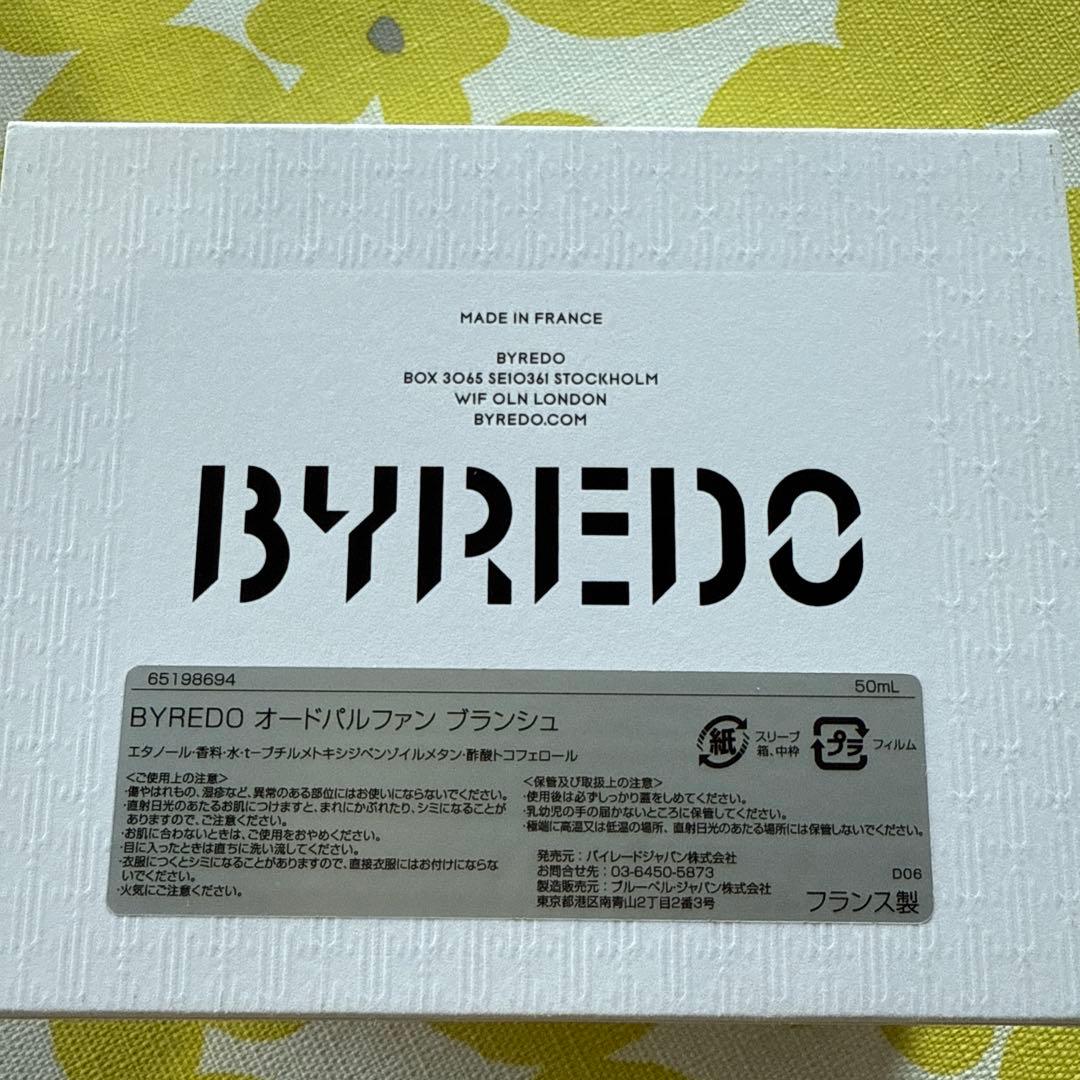 MADE IN FRANCE
BYREDO
BOX 3065 SE10361 STOCKHOLM
W1F 0LN LONDON
BYREDO.COM
BYREDO
65198694
50mL
BYREDO オードパルファン ブランシュ
エタノール・香料・水・t-ブチルメトキシジベンゾイルメタン・酢酸トコフェロール
紙
スリーブ
箱、中枠
プラ
フィルム
<ご使用上の注意>
・傷やはれもの、湿疹など、異常のある部位にはお使いにならないでください。
・直射日光のあたるお肌につけますと、まれにかぶれたり、シミになることが
ありますので、ご注意ください。
・お肌に合わないときは、ご使用をおやめください。
・目に入ったときは直ちに洗い流してください。
・衣服につくとシミになることがありますので、直接衣服にはお付けにならな
いでください。
・火気にご注意ください。
<保管及び取扱上の注意>
・使用後は必ずしっかり蓋をしめてください。
・乳幼児の手の届かないところに保管してください。
・極端に高温又は低温の場所、直射日光のあたる場所には保管しないでください。
発売元：バイレードジャパン株式会社
お問合せ先：03-6450-5873
製造販売元：ブルーベル・ジャパン株式会社
東京都港区南青山2丁目2番3号
D06
フランス製